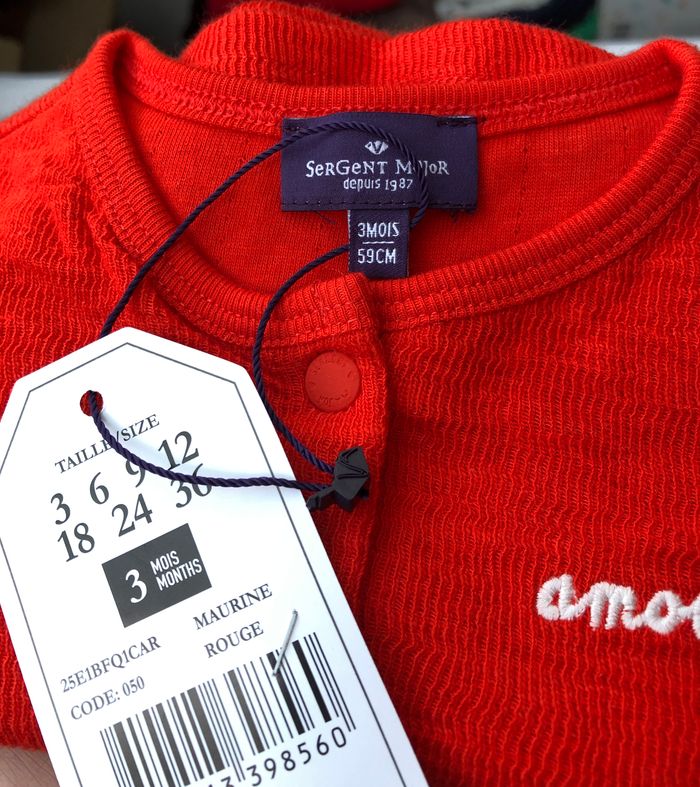 SerGeNT MaJoR
depuis 1987
3MOIS
59CM
TAILLE/SIZE
3 6 9 12
18 24 36
3 MOIS
MONTHS
25E1BFQ1CAR
MAURINE
CODE: 050
ROUGE
398560
amo